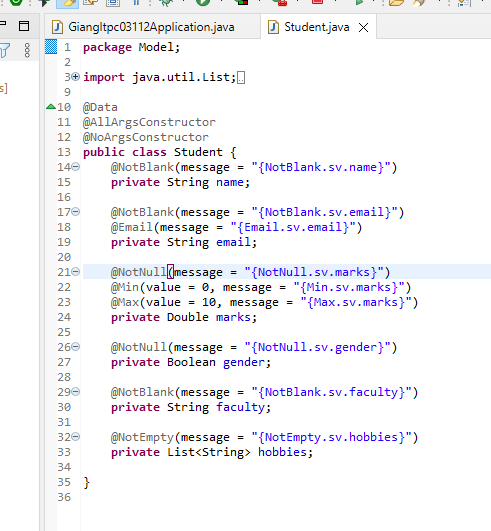 Giangltpc03112Application.java
Student.java
s]
1 package Model;
2
3 import java.util.List;
9
10 @Data
11 @AllArgsConstructor
12 @NoArgsConstructor
13 public class Student {
14 @NotBlank(message = "{NotBlank.sv.name}")
15 private String name;
16
17 @NotBlank(message = "{NotBlank.sv.email}")
18 @Email(message = "{Email.sv.email}")
19 private String email;
20
21 @NotNull(message = "{NotNull.sv.marks}")
22 @Min(value = 0, message = "{Min.sv.marks}")
23 @Max(value = 10, message = "{Max.sv.marks}")
24 private Double marks;
25
26 @NotNull(message = "{NotNull.sv.gender}")
27 private Boolean gender;
28
29 @NotBlank(message = "{NotBlank.sv.faculty}")
30 private String faculty;
31
32 @NotEmpty(message = "{NotEmpty.sv.hobbies}")
33 private List<String> hobbies;
34
35 }
36